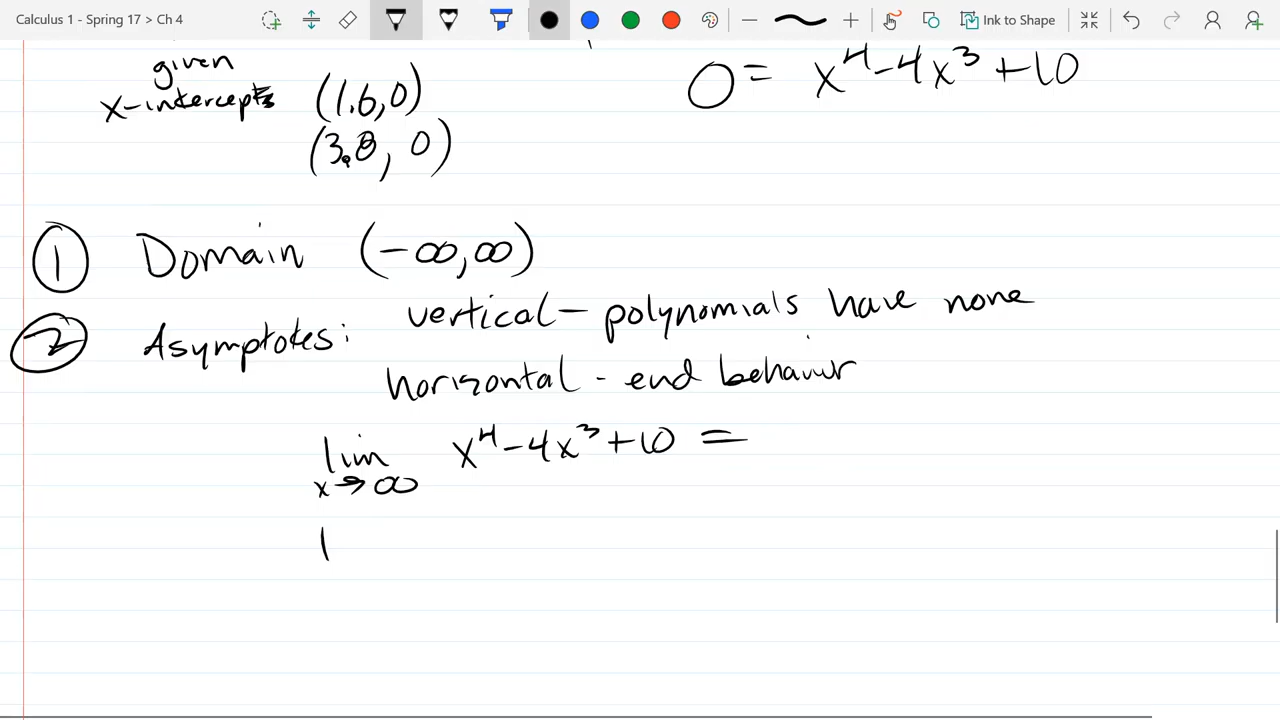 Calculus 1 - Spring 17 > Ch 4
Ink to Shape
given
x-intercepts (1.6, 0)
(3.8, 0)
0 = x⁴-4x³+10
① Domain (-∞,∞)
② Asymptotes: vertical - polynomials have none
horizontal - end behavior
lim x⁴-4x³+10 =
x→∞